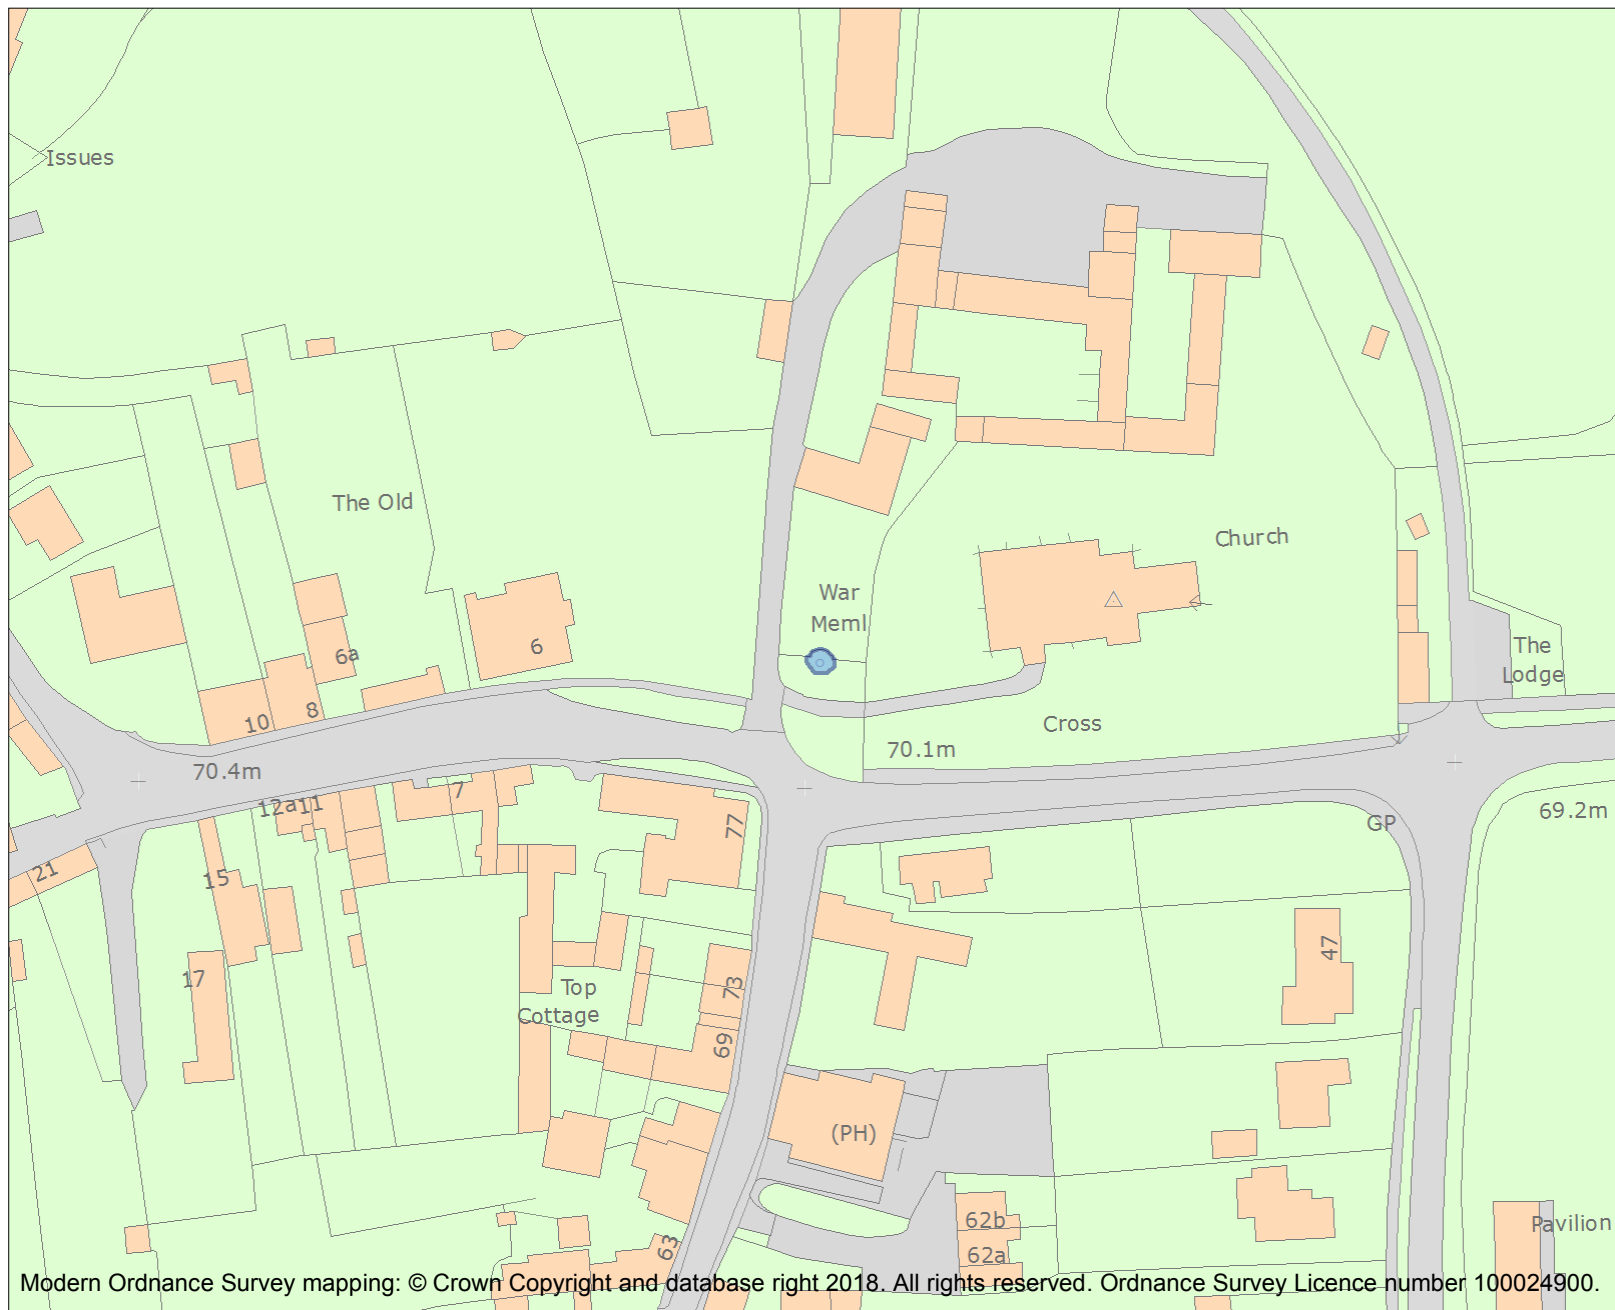 Issues
The Old
Church
War
Meml
6
6a
The
Lodge
8
10
Cross
70.1m
70.4m
7
12a
11
69.2m
GP
77
21
15
47
17
Top
Cottage
73
69
(PH)
62b
Pavilion
63
62a
Modern Ordnance Survey mapping: © Crown Copyright and database right 2018. All rights reserved. Ordnance Survey Licence number 100024900.